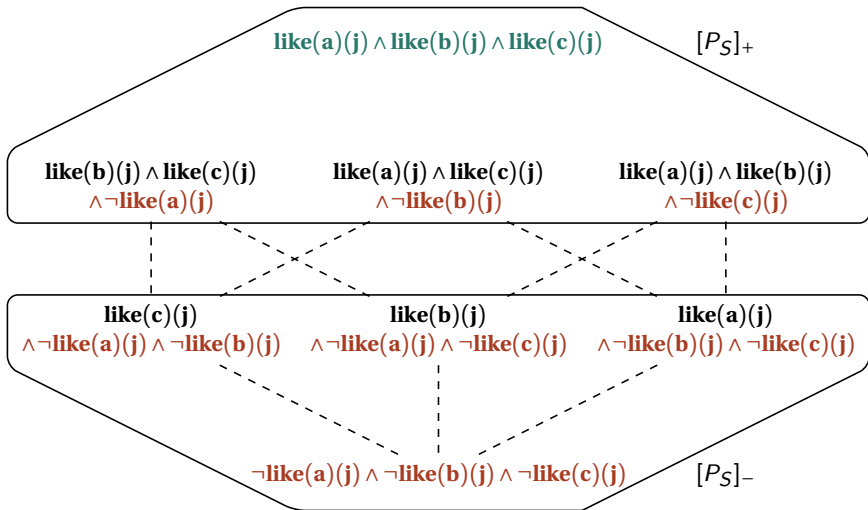 like(a)(j) ∧ like(b)(j) ∧ like(c)(j)
[P_S]_+
like(b)(j) ∧ like(c)(j) like(a)(j) ∧ like(c)(j) like(a)(j) ∧ like(b)(j)
∧ ¬like(a)(j) ∧ ¬like(b)(j) ∧ ¬like(c)(j)
like(c)(j) like(b)(j) like(a)(j)
∧ ¬like(a)(j) ∧ ¬like(b)(j) ∧ ¬like(a)(j) ∧ ¬like(c)(j) ∧ ¬like(b)(j) ∧ ¬like(c)(j)
¬like(a)(j) ∧ ¬like(b)(j) ∧ ¬like(c)(j)
[P_S]_−